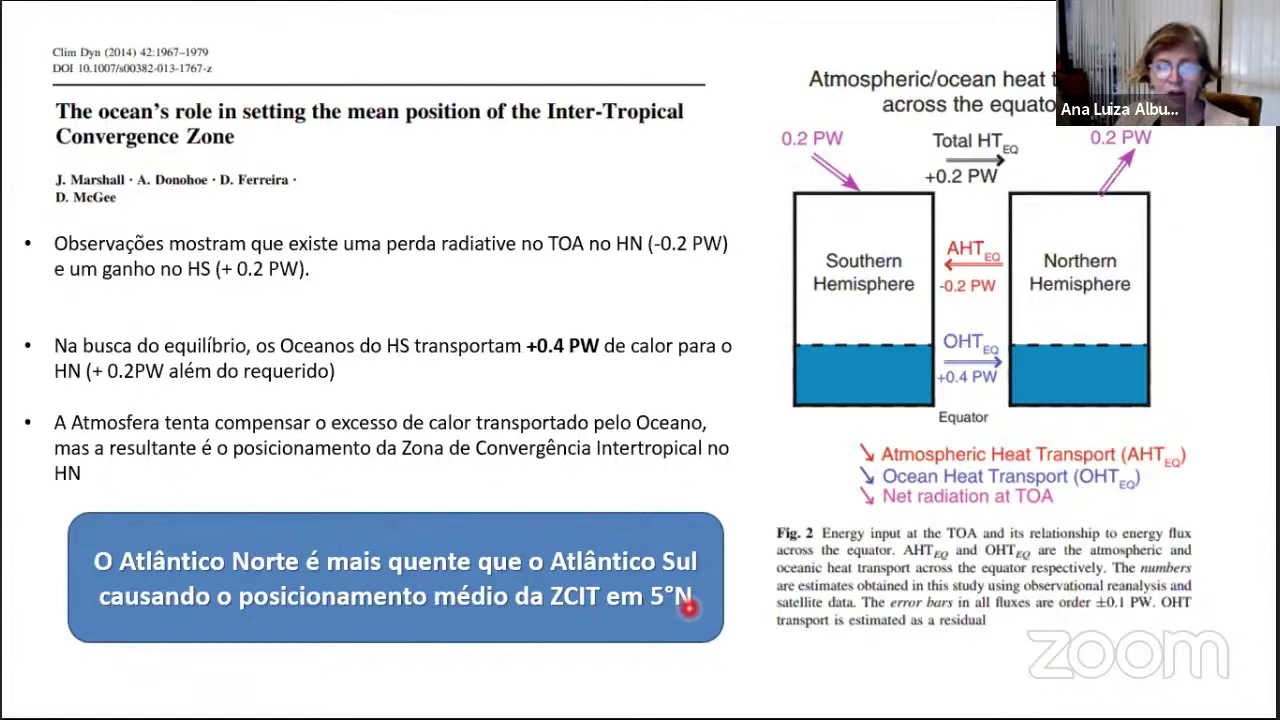 Clim Dyn (2014) 42:1967–1979
DOI 10.1007/s00382-013-1767-z
The ocean's role in setting the mean position of the Inter-Tropical
Convergence Zone
J. Marshall · A. Donohoe · D. Ferreira ·
D. McGee
• Observações mostram que existe uma perda radiative no TOA no HN (-0.2 PW)
e um ganho no HS (+ 0.2 PW).
• Na busca do equilíbrio, os Oceanos do HS transportam +0.4 PW de calor para o
HN (+ 0.2PW além do requerido)
• A Atmosfera tenta compensar o excesso de calor transportado pelo Oceano,
mas a resultante é o posicionamento da Zona de Convergência Intertropical no
HN
O Atlântico Norte é mais quente que o Atlântico Sul
causando o posicionamento médio da ZCIT em 5°N
Atmospheric/ocean heat
across the equato
Ana Luiza Albu...
0.2 PW
Total HTEQ
+0.2 PW
0.2 PW
Southern
Hemisphere
AHTEQ
-0.2 PW
Northern
Hemisphere
OHTEQ
+0.4 PW
Equator
Atmospheric Heat Transport (AHTEQ)
Ocean Heat Transport (OHTEQ)
Net radiation at TOA
Fig. 2 Energy input at the TOA and its relationship to energy flux
across the equator. AHTEQ and OHTEQ are the atmospheric and
oceanic heat transport across the equator respectively. The numbers
are estimates obtained in this study using observational reanalysis and
satellite data. The error bars in all fluxes are order ±0.1 PW. OHT
transport is estimated as a residual
zoom